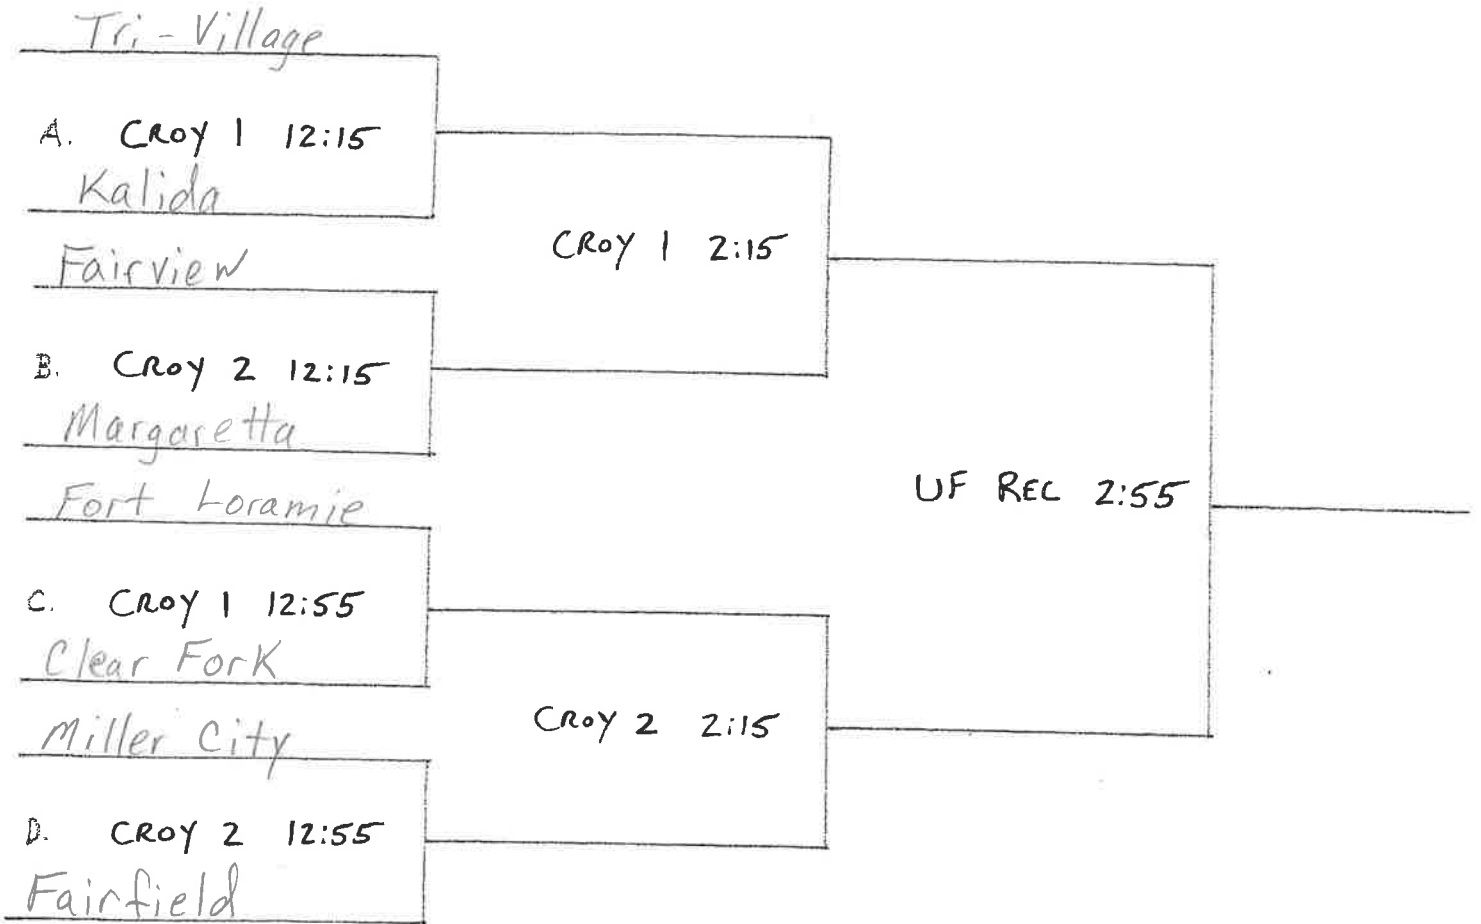 Tri-Village
A. CROY 1 12:15
Kalida
Fairview
CROY 1 2:15
B. CROY 2 12:15
Margaretta
Fort Loramie
UF REC 2:55
C. CROY 1 12:55
Clear Fork
Miller City
CROY 2 2:15
D. CROY 2 12:55
Fairfield